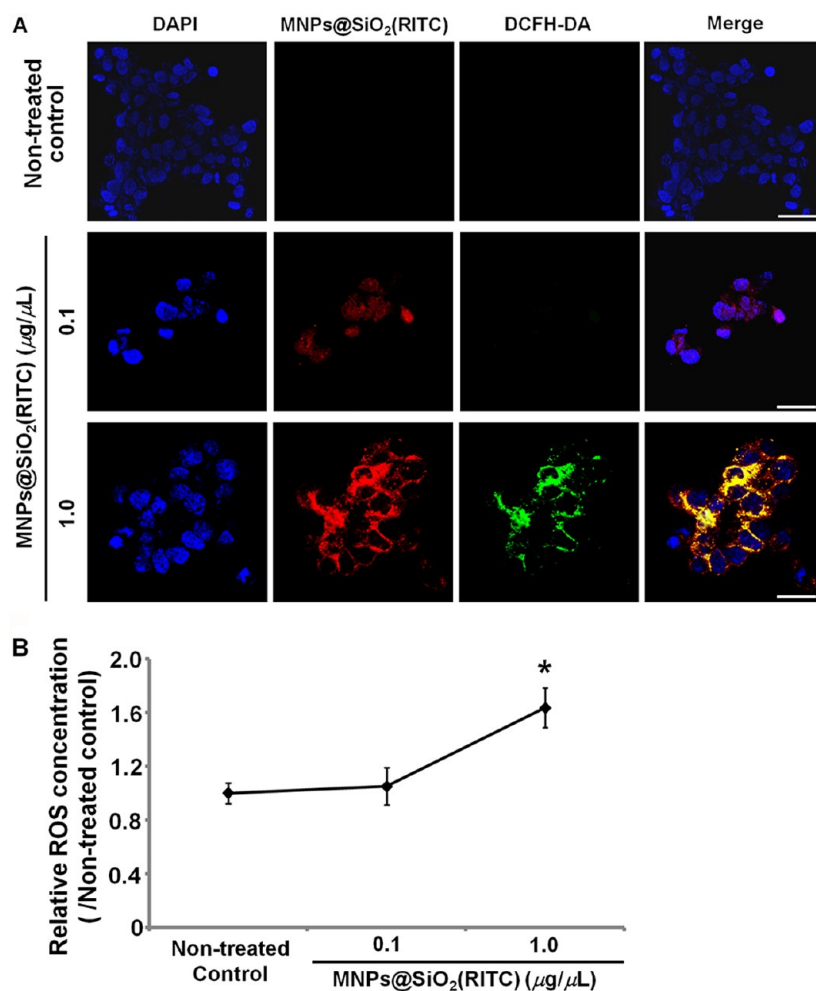 A
DAPI MNPs@SiO₂(RITC) DCFH-DA Merge
Non-treated
control
MNPs@SiO₂(RITC) (μg/μL)
0.1
1.0
B
Relative ROS concentration
( /Non-treated control)
2.0
1.6
1.2
0.8
0.4
0
*
Non-treated
Control
0.1 1.0
MNPs@SiO₂(RITC) (μg/μL)